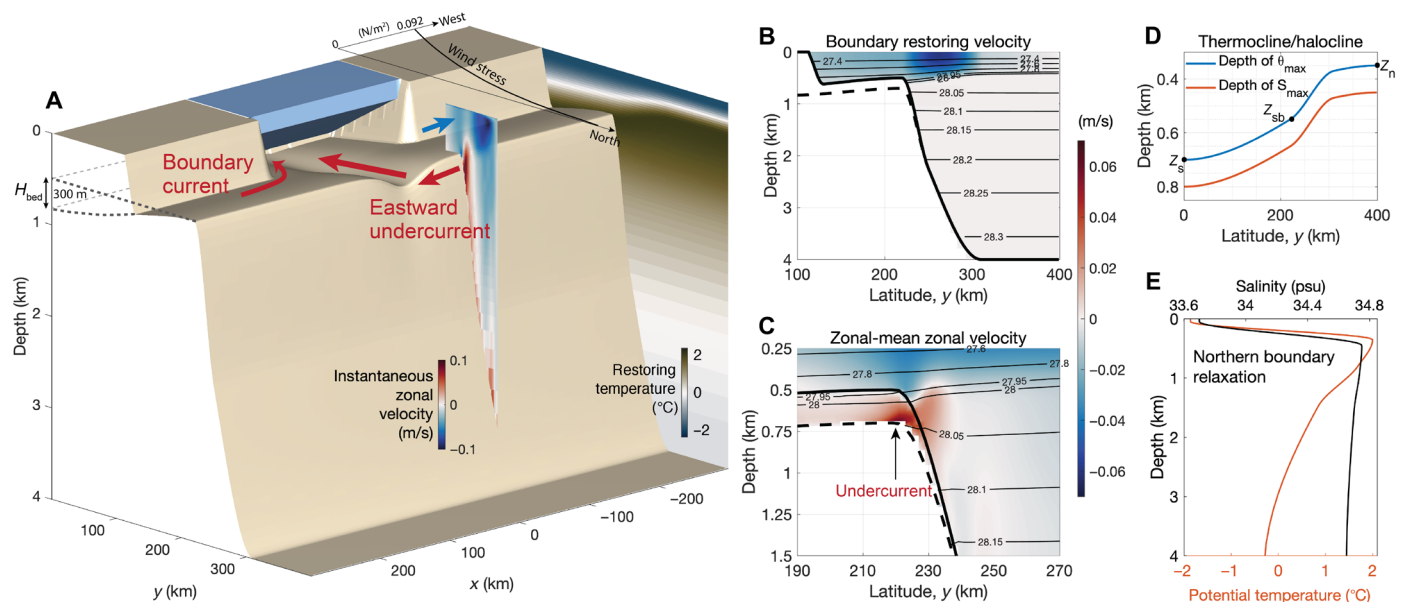 A
0
(N/m²)
0.092
West
Wind stress
North
0
1
2
3
4
Depth (km)
H_bed
300 m
Boundary
current
Eastward
undercurrent
Instantaneous
zonal
velocity
(m/s)
0.1
0
−0.1
Restoring
temperature
(°C)
2
0
−2
100
200
300
y (km)
200
100
0
−100
−200
x (km)
B
Boundary restoring velocity
0
1
2
3
4
Depth (km)
27.4
27.4
27.6
27.8
27.95
28.05
28.1
28.15
28.2
28.25
28.3
100
200
300
400
Latitude, y (km)
C
Zonal-mean zonal velocity
0.25
0.5
0.75
1
1.25
1.5
Depth (km)
27.6
27.8
27.8
27.95
28
27.95
28
28.05
28.1
28.15
Undercurrent
190
210
230
250
270
Latitude, y (km)
(m/s)
0.06
0.04
0.02
0
−0.02
−0.04
−0.06
D
Thermocline/halocline
Depth of θ_max
Depth of S_max
Z_n
Z_sb
Z_s
0.4
0.6
0.8
Depth (km)
0
200
400
Latitude, y (km)
E
Salinity (psu)
33.6
34
34.4
34.8
Northern boundary
relaxation
0
1
2
3
4
Depth (km)
−2
−1
0
1
2
Potential temperature (°C)